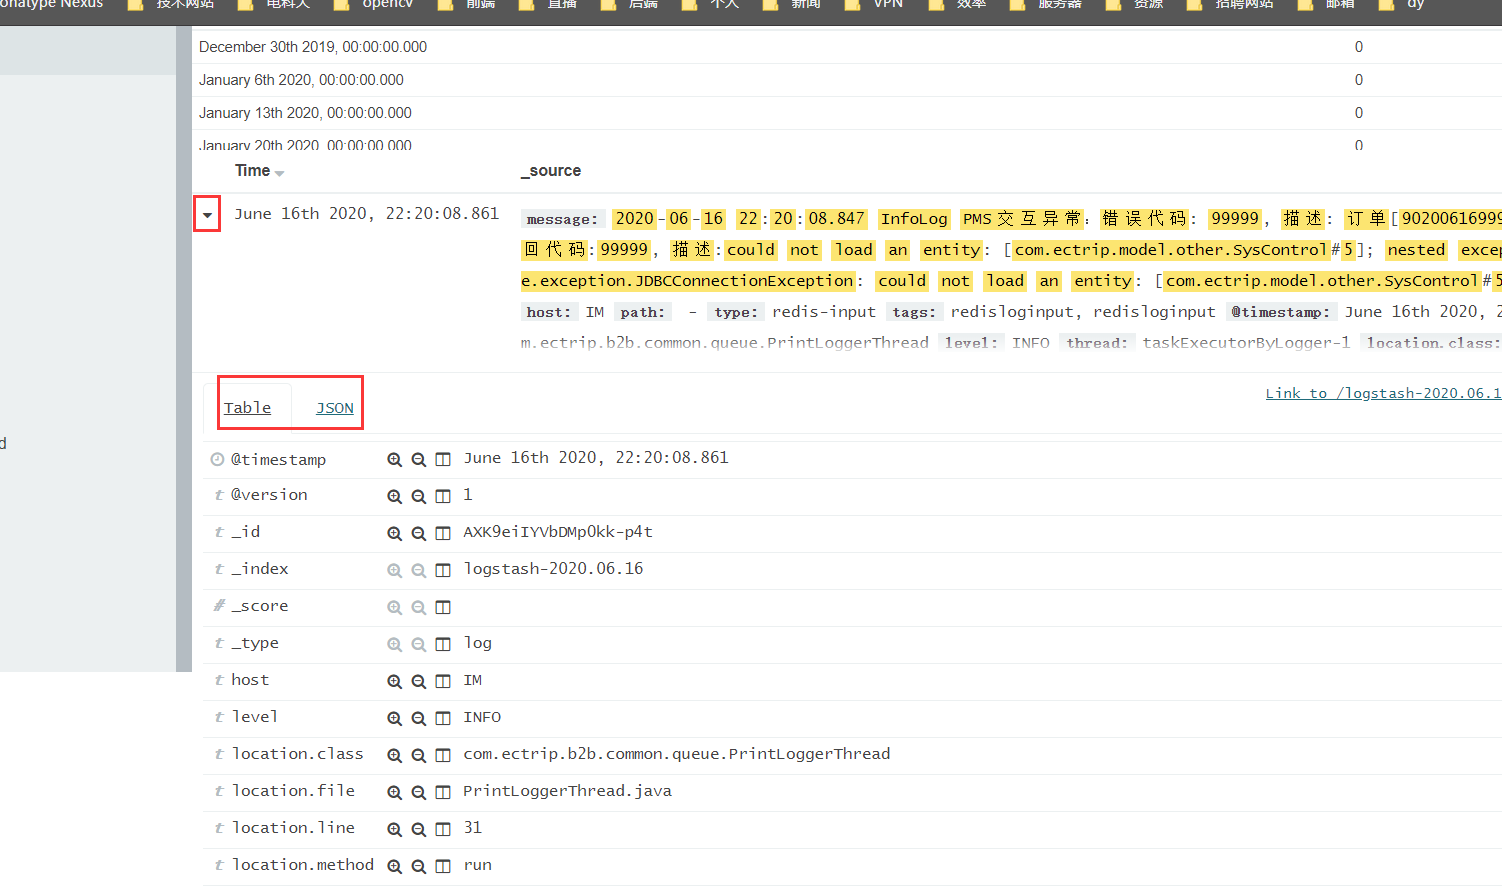 onatype Nexus 技术网站 电科大 opencv 前端 直播 后端 个人 新闻 VPN 效率 服务器 资源 招聘网站 邮箱 dy
December 30th 2019, 00:00:00.000 0
January 6th 2020, 00:00:00.000 0
January 13th 2020, 00:00:00.000 0
January 20th 2020, 00:00:00.000 0
Time _source
June 16th 2020, 22:20:08.861 message: 2020-06-16 22:20:08.847 InfoLog PMS交互异常: 错误代码: 99999, 描述: 订单[90200616999
回代码:99999, 描述:could not load an entity: [com.ectrip.model.other.SysControl#5]; nested excep
e.exception.JDBCConnectionException: could not load an entity: [com.ectrip.model.other.SysControl#5
host: IM path: - type: redis-input tags: redisloginput, redisloginput @timestamp: June 16th 2020, 2
m.ectrip.b2b.common.queue.PrintLoggerThread level: INFO thread: taskExecutorByLogger-1 location.class:
Table JSON Link to /logstash-2020.06.1
d
@timestamp June 16th 2020, 22:20:08.861
t @version 1
t _id AXK9eiIYVbDMpOkk-p4t
t _index logstash-2020.06.16
# _score
t _type log
t host IM
t level INFO
t location.class com.ectrip.b2b.common.queue.PrintLoggerThread
t location.file PrintLoggerThread.java
t location.line 31
t location.method run